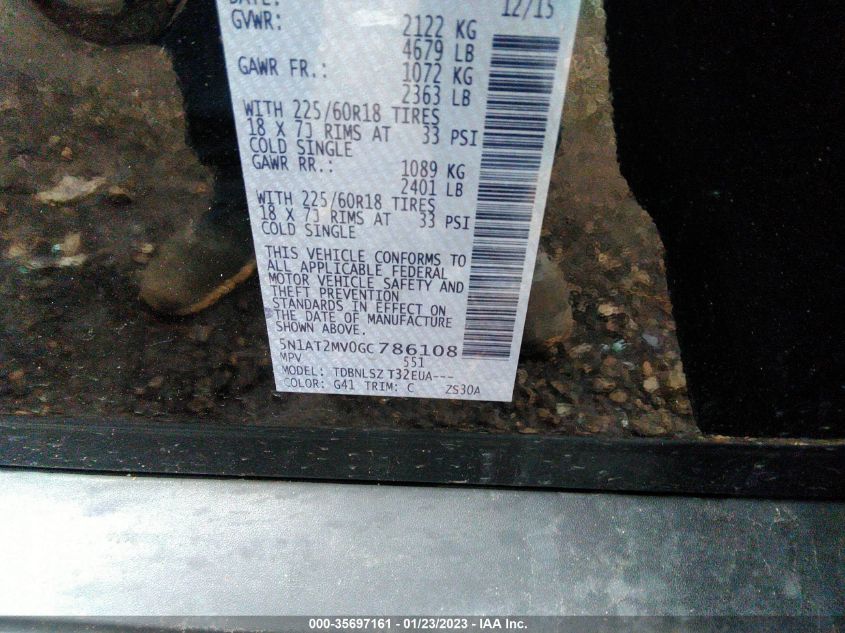 DATE: 12/15
GVWR: 2122 KG
4679 LB
GAWR FR.: 1072 KG
2363 LB
WITH 225/60R18 TIRES
18 X 7J RIMS AT 33 PSI
COLD SINGLE
GAWR RR.: 1089 KG
2401 LB
WITH 225/60R18 TIRES
18 X 7J RIMS AT 33 PSI
COLD SINGLE
THIS VEHICLE CONFORMS TO
ALL APPLICABLE FEDERAL
MOTOR VEHICLE SAFETY AND
THEFT PREVENTION
STANDARDS IN EFFECT ON
THE DATE OF MANUFACTURE
SHOWN ABOVE.
5N1AT2MV0GC786108
MPV 551
MODEL: TDBNLSZ T32EUA---
COLOR: G41 TRIM: C ZS30A
000-35697161 - 01/23/2023 - IAA Inc.